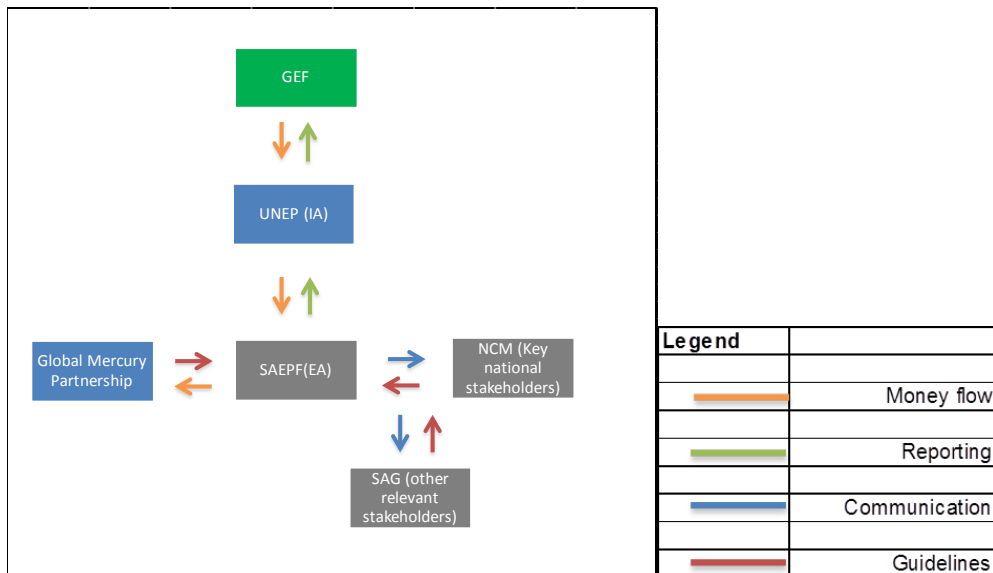 GEF
UNEP (IA)
Global Mercury
Partnership
SAEPF(EA)
NCM (Key
national
stakeholders)
SAG (other
relevant
stakeholders)
Legend
Money flow
Reporting
Communication
Guidelines